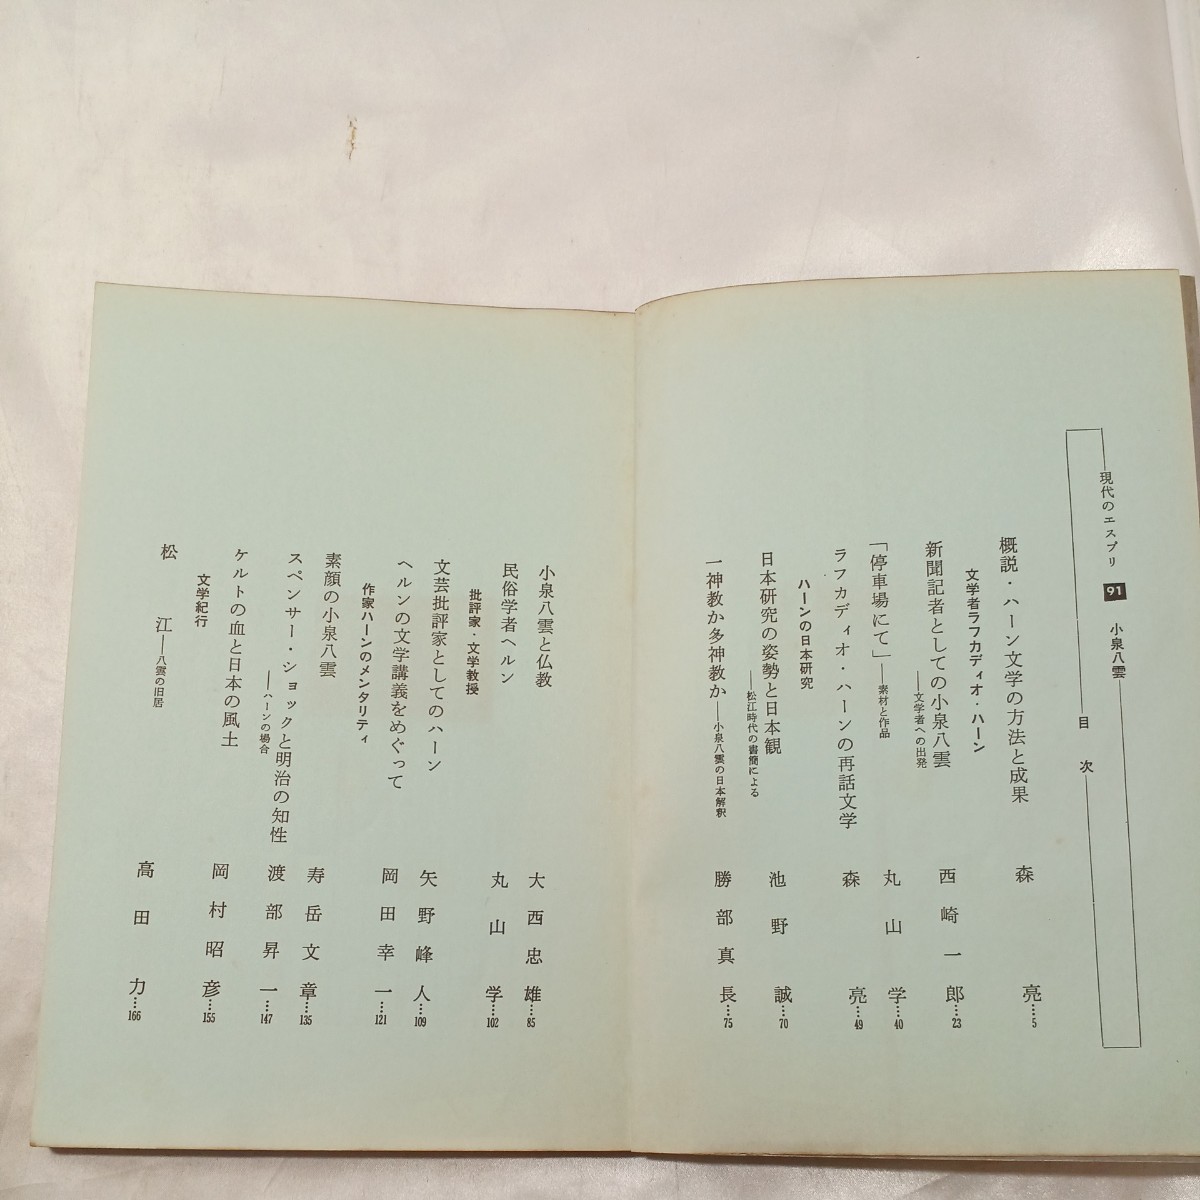 現代のエスプリ 91 小泉八雲
目次
概説・ハーン文学の方法と成果 森 亮……5
文学者ラフカディオ・ハーン
新聞記者としての小泉八雲 西崎一郎……23
――文学者への出発
「停車場にて」――素材と作品 丸山 学……40
ラフカディオ・ハーンの再話文学 森 亮……49
ハーンの日本研究
日本研究の姿勢と日本観 池野 誠……70
――松江時代の書簡による
一神教か多神教か――小泉八雲の日本解釈 勝部真長……75
小泉八雲と仏教 大西忠雄……85
民俗学者ヘルン 丸山 学……102
批評家・文学教授
文芸批評家としてのハーン 矢野峰人……109
ヘルンの文学講義をめぐって 岡田幸一……121
作家ハーンのメンタリティ
素顔の小泉八雲 寿岳文章……135
スペンサー・ショックと明治の知性 渡部昇一……147
――ハーンの場合
ケルトの血と日本の風土 岡村昭彦……155
文学紀行
松 江――八雲の旧居 高田 力……166